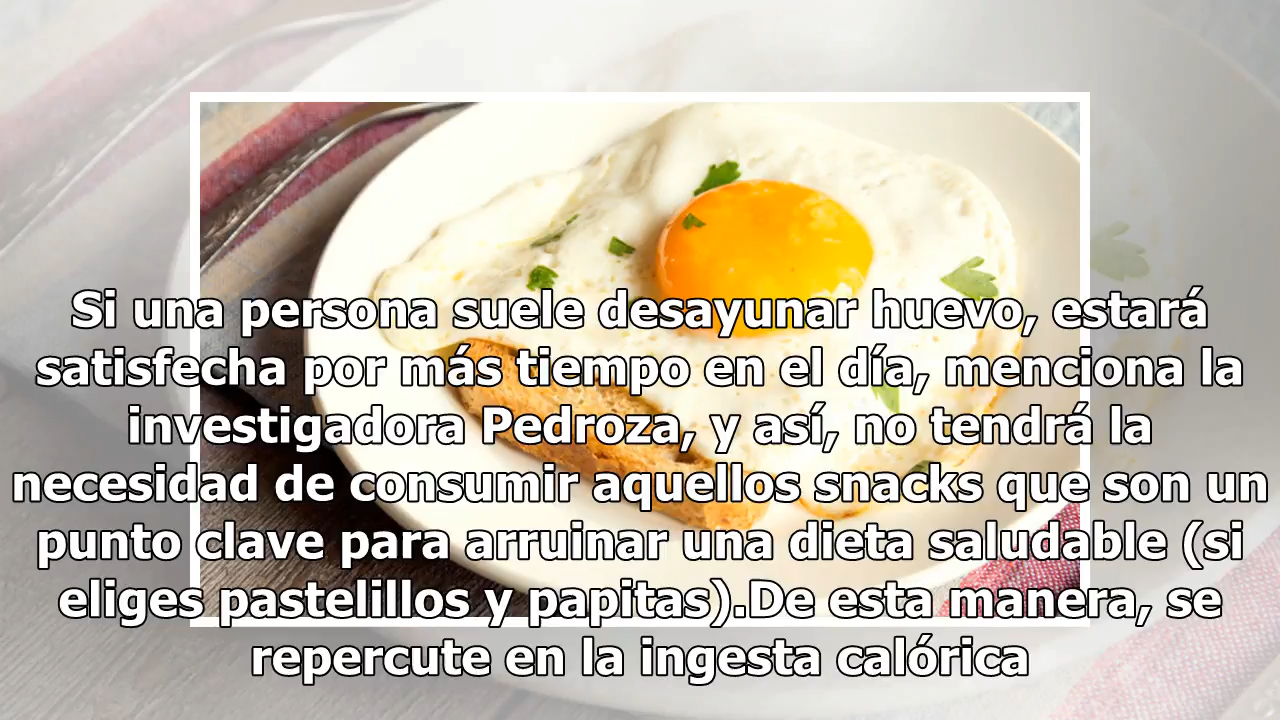 Si una persona suele desayunar huevo, estará
satisfecha por más tiempo en el día, menciona la
investigadora Pedroza, y así, no tendrá la
necesidad de consumir aquellos snacks que son un
punto clave para arruinar una dieta saludable (si
eliges pastelillos y papitas).De esta manera, se
repercute en la ingesta calórica